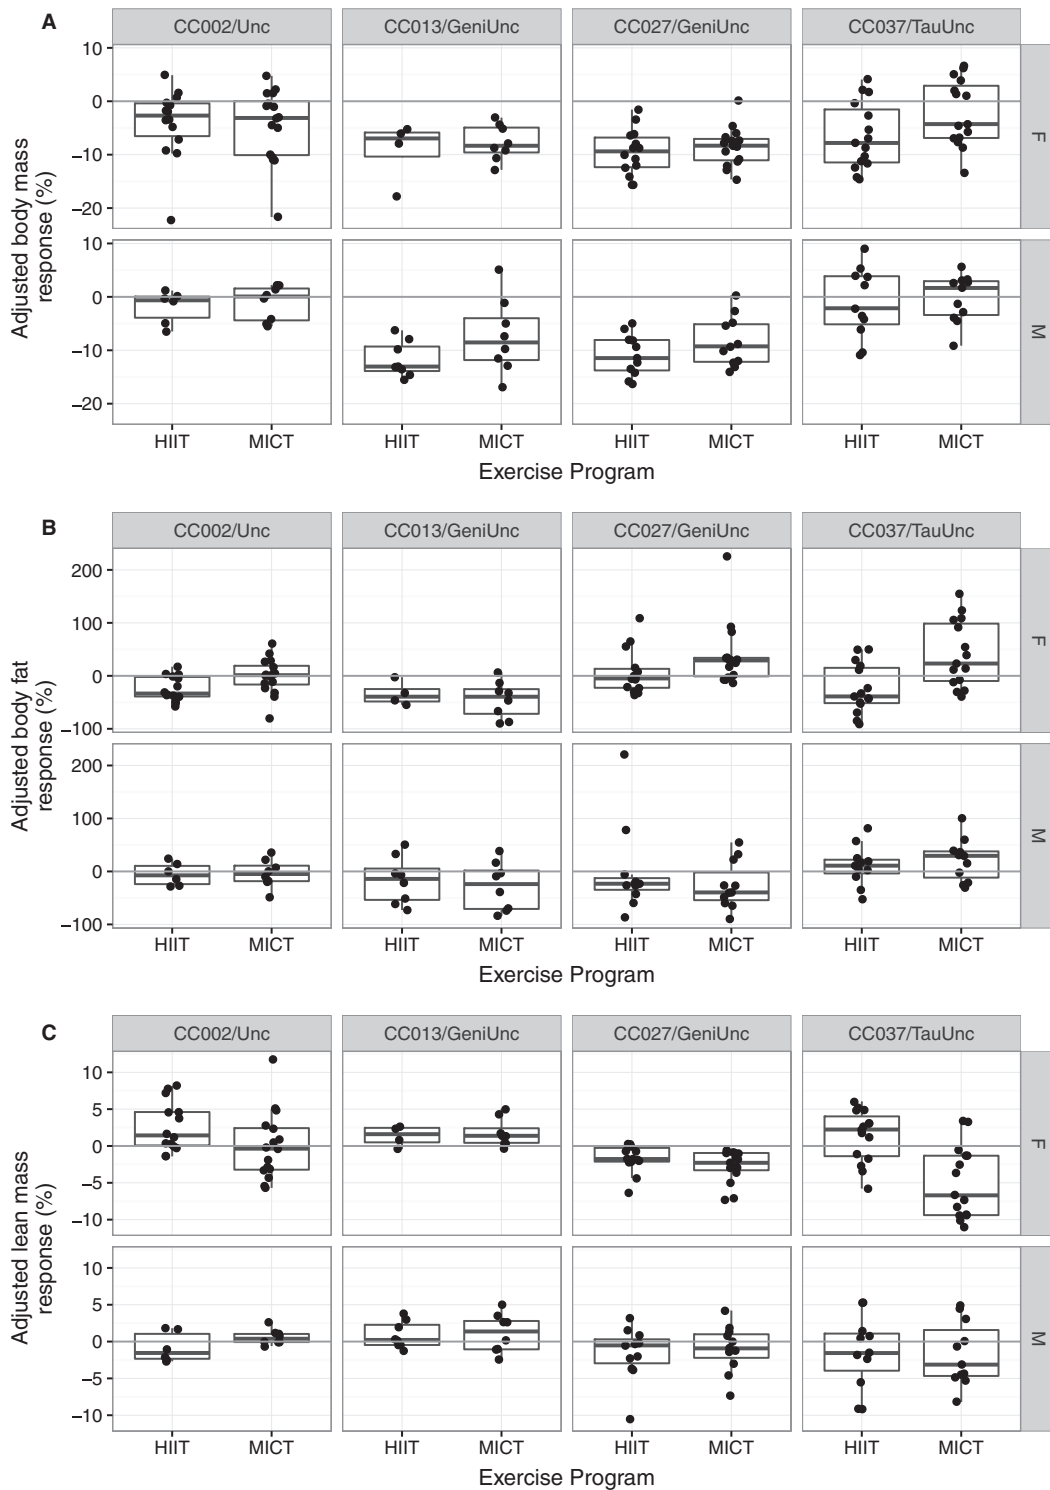 A
CC002/Unc
CC013/GeniUnc
CC027/GeniUnc
CC037/TauUnc
Adjusted body mass
response (%)
10
0
−10
−20
F
10
0
−10
−20
M
HIIT
MICT
HIIT
MICT
HIIT
MICT
HIIT
MICT
Exercise Program
B
CC002/Unc
CC013/GeniUnc
CC027/GeniUnc
CC037/TauUnc
Adjusted body fat
response (%)
200
100
0
−100
F
200
100
0
−100
M
HIIT
MICT
HIIT
MICT
HIIT
MICT
HIIT
MICT
Exercise Program
C
CC002/Unc
CC013/GeniUnc
CC027/GeniUnc
CC037/TauUnc
Adjusted lean mass
response (%)
10
5
0
−5
−10
F
10
5
0
−5
−10
M
HIIT
MICT
HIIT
MICT
HIIT
MICT
HIIT
MICT
Exercise Program